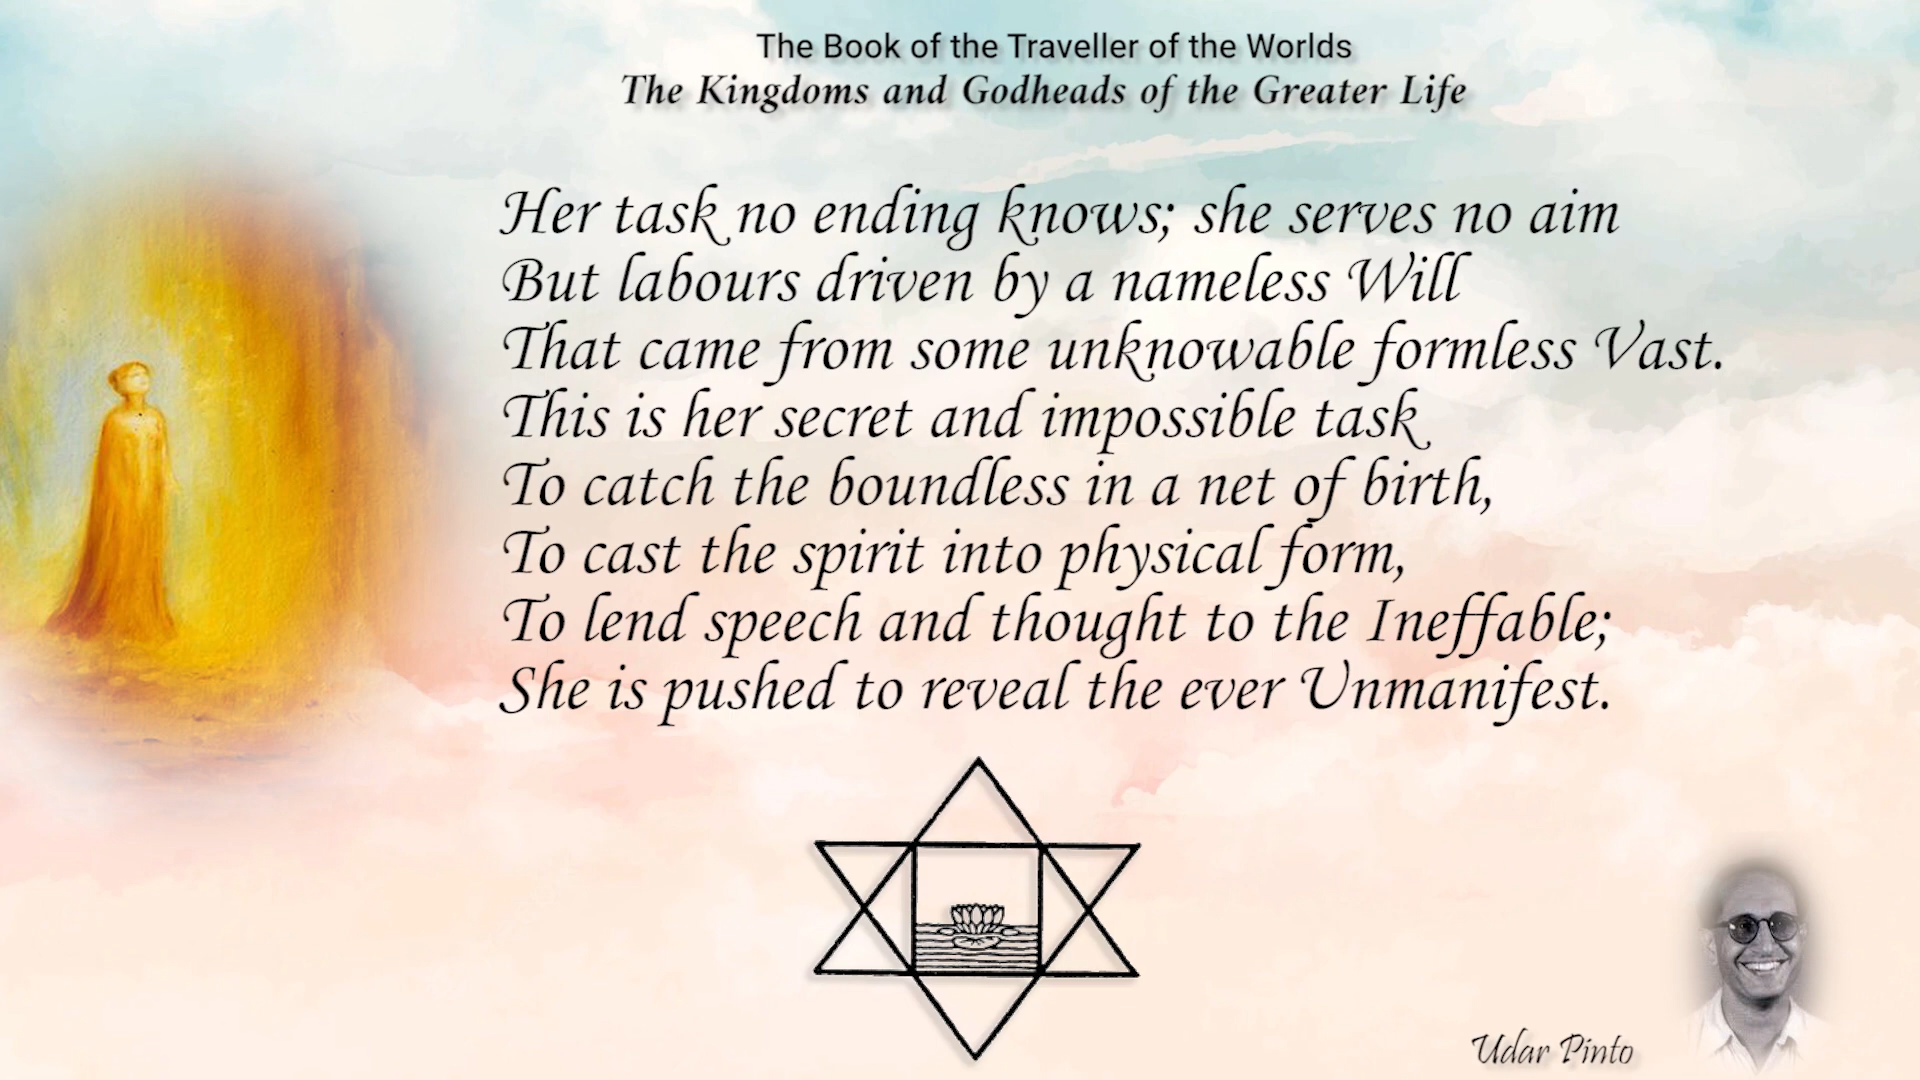 The Book of the Traveller of the Worlds
The Kingdoms and Godheads of the Greater Life
Her task no ending knows; she serves no aim
But labours driven by a nameless Will
That came from some unknowable formless Vast.
This is her secret and impossible task
To catch the boundless in a net of birth,
To cast the spirit into physical form,
To lend speech and thought to the Ineffable;
She is pushed to reveal the ever Unmanifest.
Udar Pinto